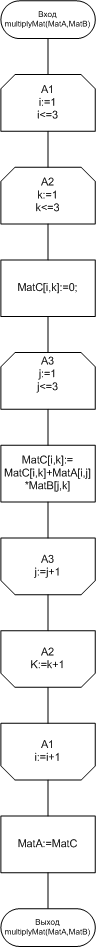 Вход
multiplyMat(MatA,MatB)
A1
i:=1
i<=3
A2
k:=1
k<=3
MatC[i,k]:=0;
A3
j:=1
j<=3
MatC[i,k]:=
MatC[i,k]+MatA[i,j]
*MatB[j,k]
A3
j:=j+1
A2
K:=k+1
A1
i:=i+1
MatA:=MatC
Выход
multiplyMat(MatA,MatB)